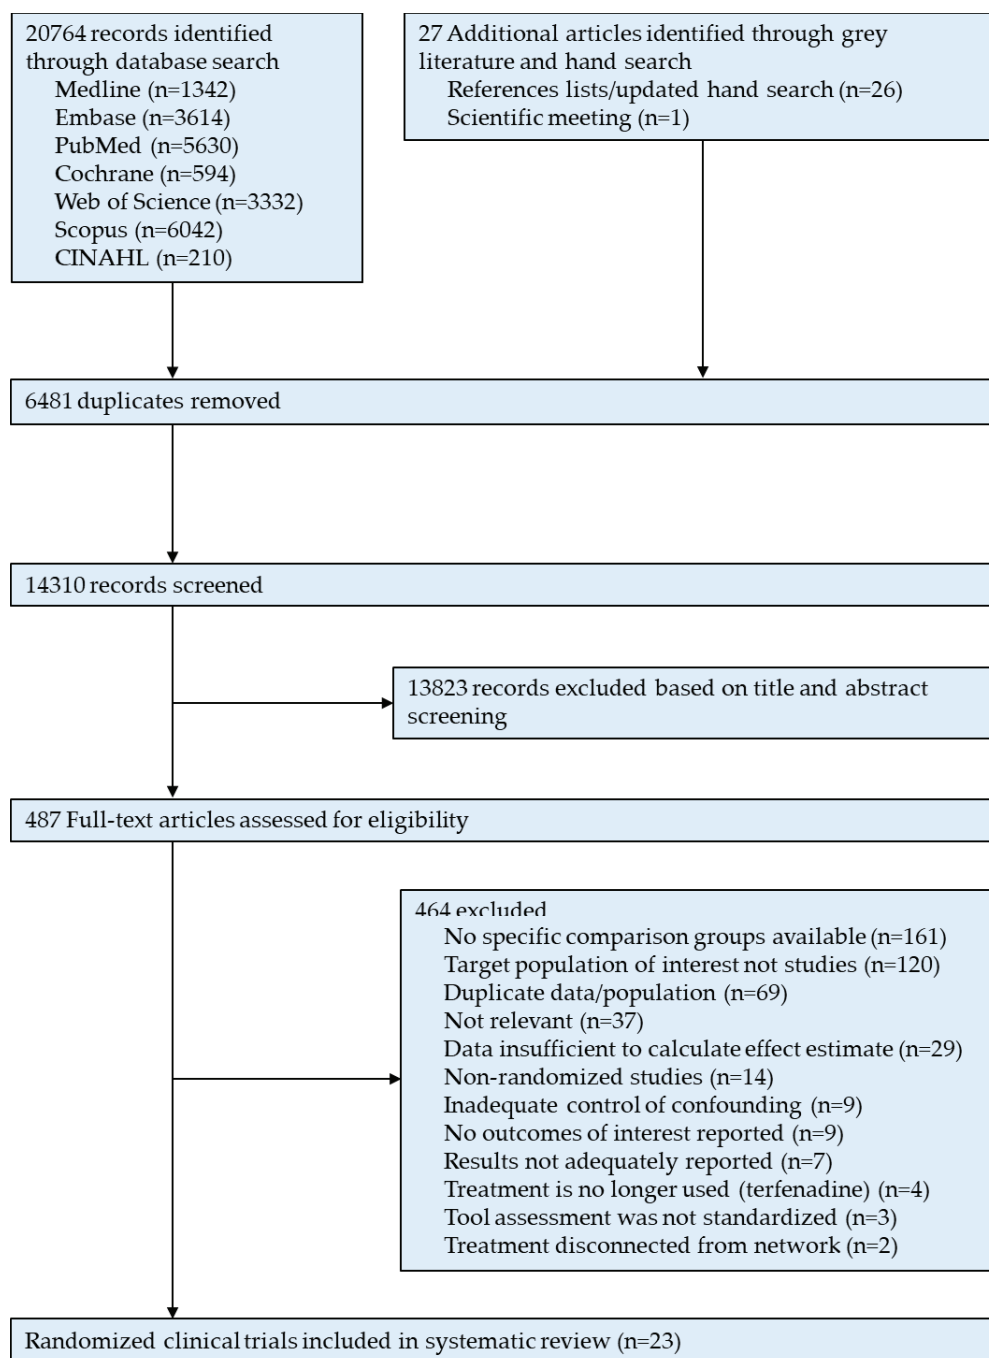 20764 records identified
through database search
Medline (n=1342)
Embase (n=3614)
PubMed (n=5630)
Cochrane (n=594)
Web of Science (n=3332)
Scopus (n=6042)
CINAHL (n=210)
27 Additional articles identified through grey
literature and hand search
References lists/updated hand search (n=26)
Scientific meeting (n=1)
6481 duplicates removed
14310 records screened
13823 records excluded based on title and abstract
screening
487 Full-text articles assessed for eligibility
464 excluded
No specific comparison groups available (n=161)
Target population of interest not studies (n=120)
Duplicate data/population (n=69)
Not relevant (n=37)
Data insufficient to calculate effect estimate (n=29)
Non-randomized studies (n=14)
Inadequate control of confounding (n=9)
No outcomes of interest reported (n=9)
Results not adequately reported (n=7)
Treatment is no longer used (terfenadine) (n=4)
Tool assessment was not standardized (n=3)
Treatment disconnected from network (n=2)
Randomized clinical trials included in systematic review (n=23)